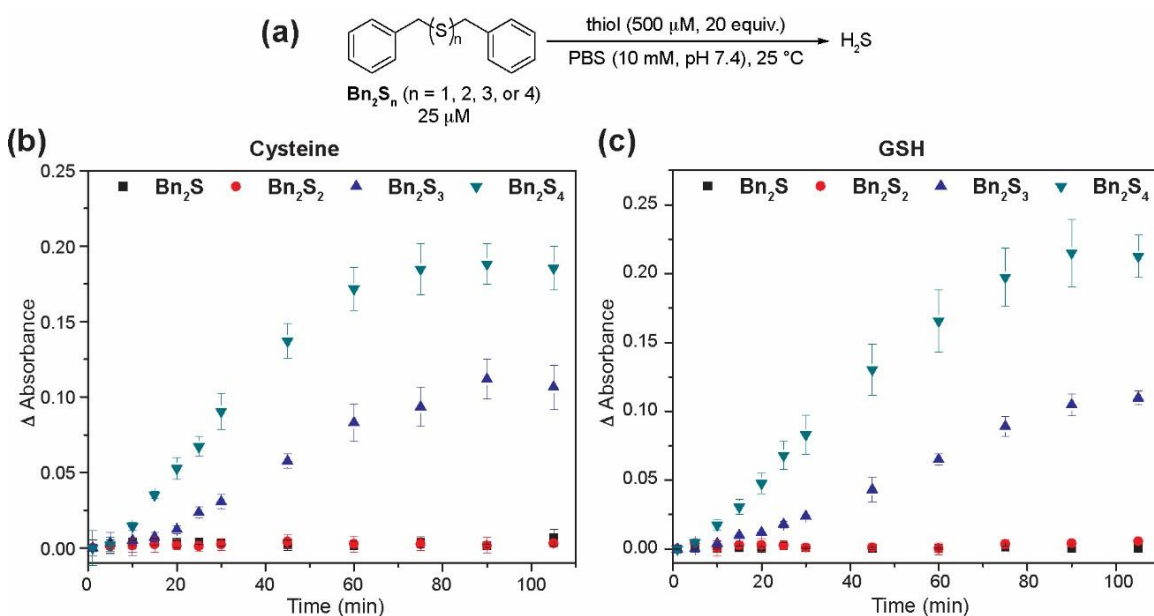 (a)
S
n
thiol (500 μM, 20 equiv.)
PBS (10 mM, pH 7.4), 25 °C
H₂S
Bn₂Sₙ (n = 1, 2, 3, or 4)
25 μM
(b)
Cysteine
Bn₂S Bn₂S₂ Bn₂S₃ Bn₂S₄
0.25
0.20
0.15
0.10
0.05
0.00
Δ Absorbance
0 20 40 60 80 100
Time (min)
(c)
GSH
Bn₂S Bn₂S₂ Bn₂S₃ Bn₂S₄
0.25
0.20
0.15
0.10
0.05
0.00
Δ Absorbance
0 20 40 60 80 100
Time (min)